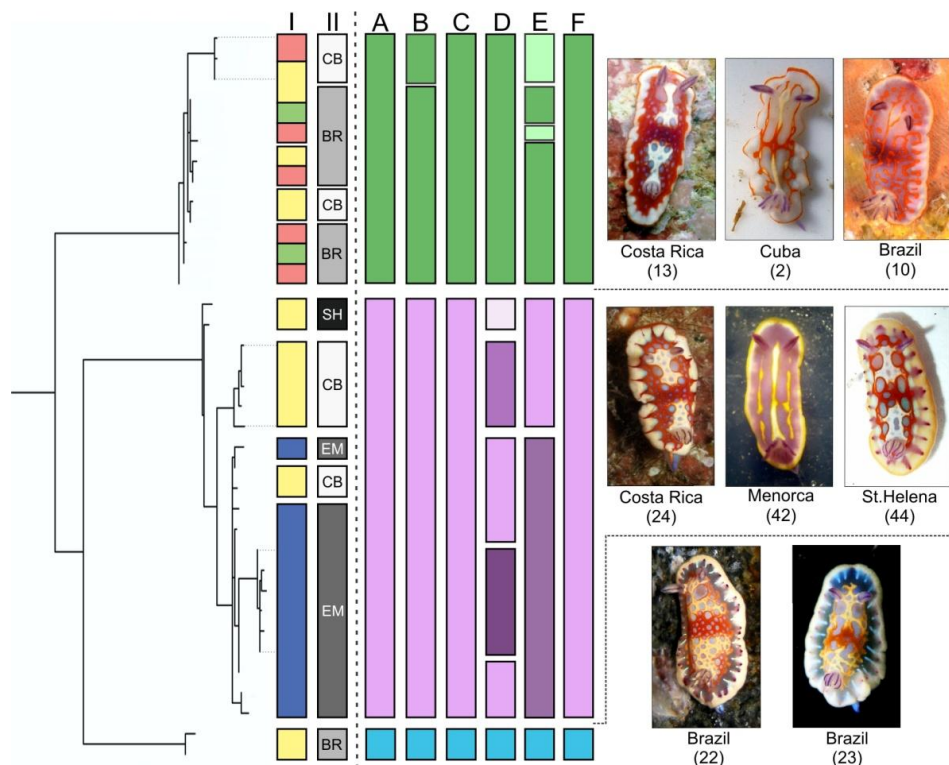 I II A B C D E F
CB
BR
CB
BR
SH
CB
EM
CB
EM
BR
Costa Rica
(13)
Cuba
(2)
Brazil
(10)
Costa Rica
(24)
Menorca
(42)
St.Helena
(44)
Brazil
(22)
Brazil
(23)